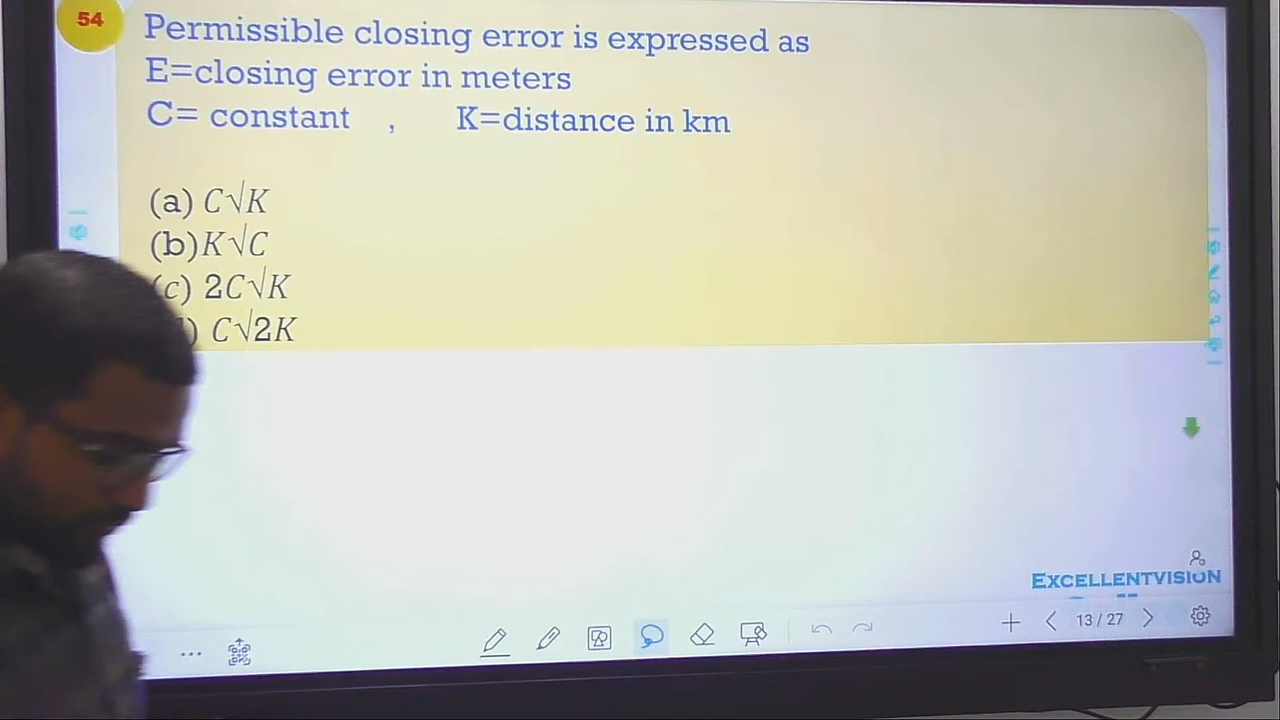 54
Permissible closing error is expressed as
E=closing error in meters
C= constant , K=distance in km
(a) C√K
(b)K√C
(c) 2C√K
) C√2K
EXCELLENTVISION
13 / 27